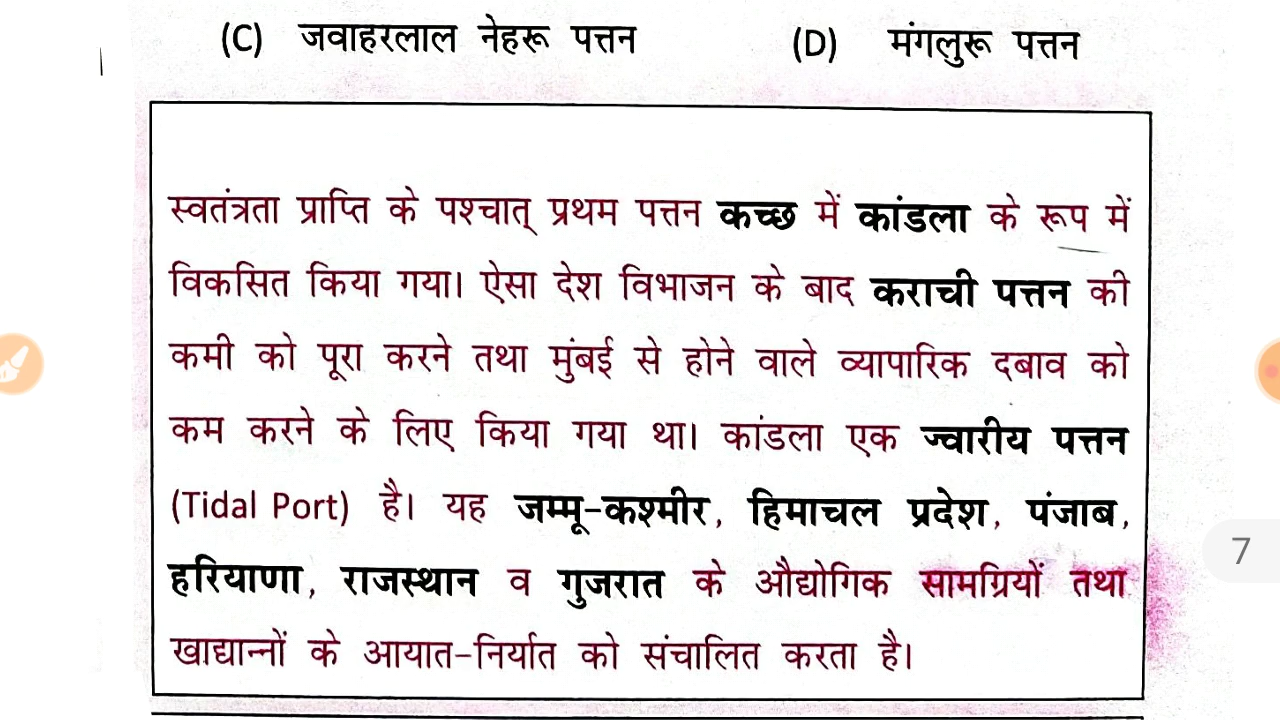 (C) जवाहरलाल नेहरू पत्तन (D) मंगलुरू पत्तन
स्वतंत्रता प्राप्ति के पश्चात् प्रथम पत्तन कच्छ में कांडला के रूप में
विकसित किया गया। ऐसा देश विभाजन के बाद कराची पत्तन की
कमी को पूरा करने तथा मुंबई से होने वाले व्यापारिक दबाव को
कम करने के लिए किया गया था। कांडला एक ज्वारीय पत्तन
(Tidal Port) है। यह जम्मू-कश्मीर, हिमाचल प्रदेश, पंजाब,
हरियाणा, राजस्थान व गुजरात के औद्योगिक सामग्रियों तथा
खाद्यान्नों के आयात-निर्यात को संचालित करता है।
7